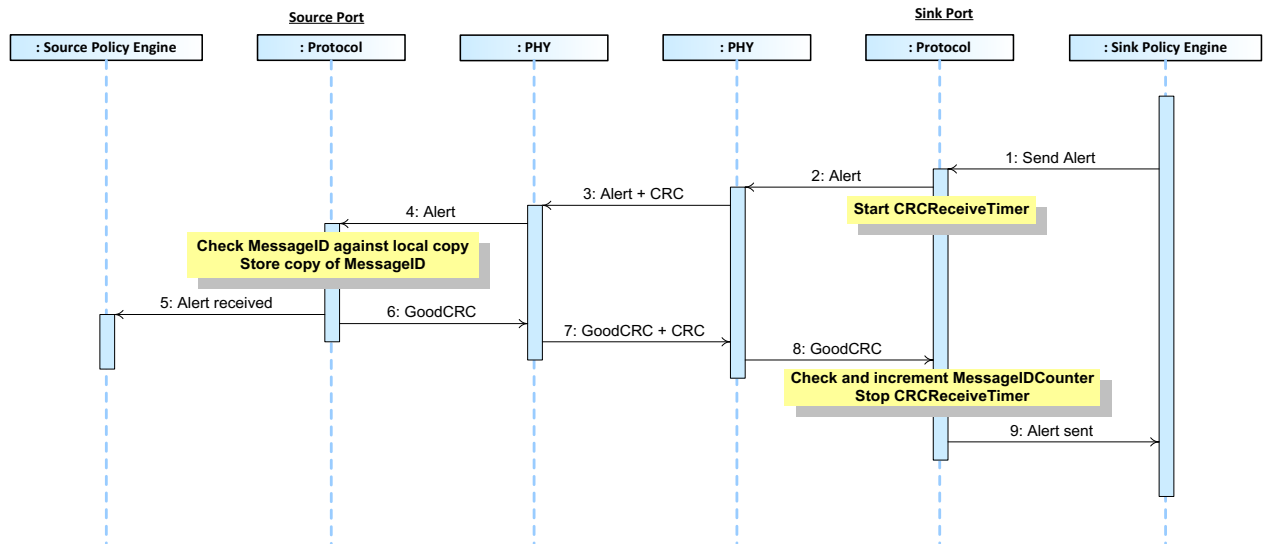 Source Port
Sink Port
: Source Policy Engine
: Protocol
: PHY
: PHY
: Protocol
: Sink Policy Engine
1: Send Alert
2: Alert
3: Alert + CRC
Start CRCReceiveTimer
4: Alert
Check MessageID against local copy
Store copy of MessageID
5: Alert received
6: GoodCRC
7: GoodCRC + CRC
8: GoodCRC
Check and increment MessageIDCounter
Stop CRCReceiveTimer
9: Alert sent